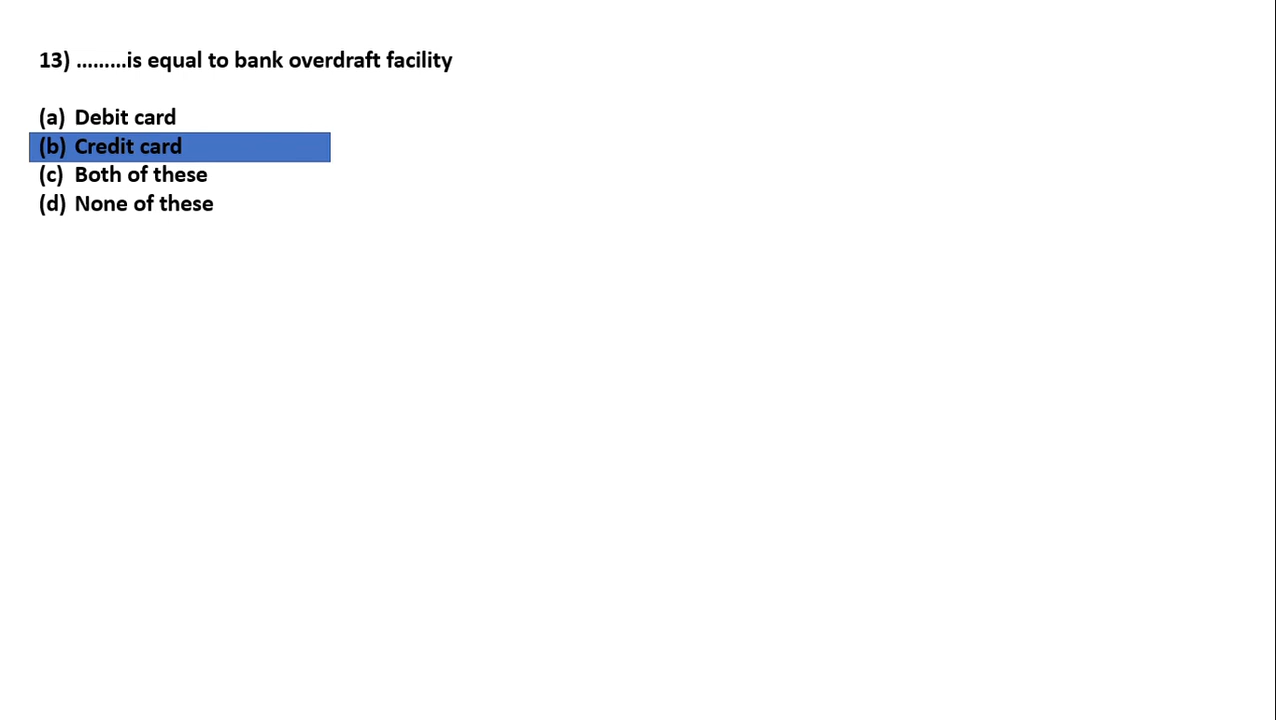 13) .........is equal to bank overdraft facility
(a) Debit card
(b) Credit card
(c) Both of these
(d) None of these